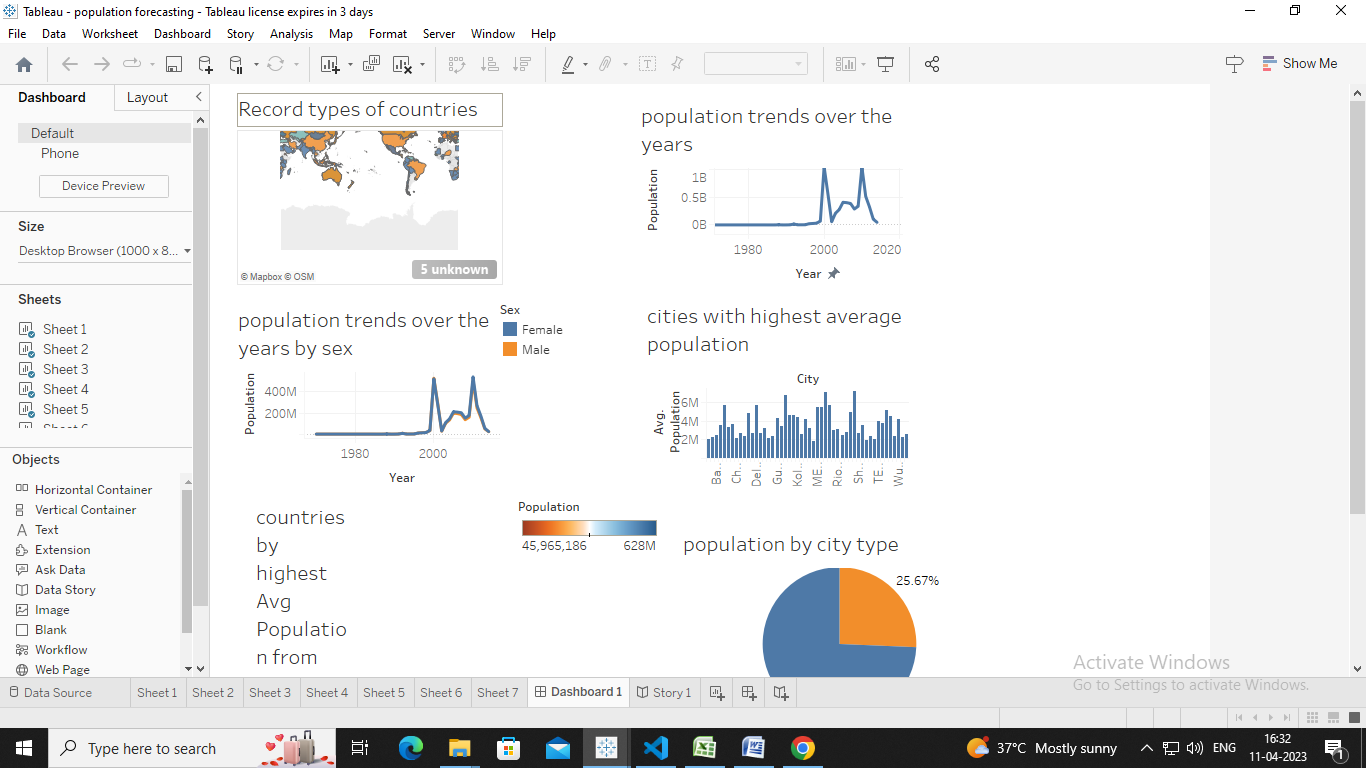 Tableau - population forecasting - Tableau license expires in 3 days
File Data Worksheet Dashboard Story Analysis Map Format Server Window Help
Show Me
Dashboard Layout
Default
Phone
Device Preview
Size
Desktop Browser (1000 x 8...
Sheets
Sheet 1
Sheet 2
Sheet 3
Sheet 4
Sheet 5
Objects
Horizontal Container
Vertical Container
Text
Extension
Ask Data
Data Story
Image
Blank
Workflow
Web Page
Record types of countries
© Mapbox © OSM
5 unknown
population trends over the
years
Population
1B
0.5B
0B
1980 2000 2020
Year
population trends over the
years by sex
Sex
Female
Male
Population
400M
200M
1980 2000
Year
cities with highest average
population
City
Avg.
Population
6M
4M
2M
Ba.. Ch.. Del.. Gu.. Kol.. ME.. Rio.. Sh.. TE.. Wu..
countries
by
highest
Avg
Populatio
n from
Population
45,965,186 628M
population by city type
25.67%
Activate Windows
Go to Settings to activate Windows.
Data Source Sheet 1 Sheet 2 Sheet 3 Sheet 4 Sheet 5 Sheet 6 Sheet 7 Dashboard 1 Story 1
Type here to search
37°C Mostly sunny
ENG
16:32
11-04-2023
1